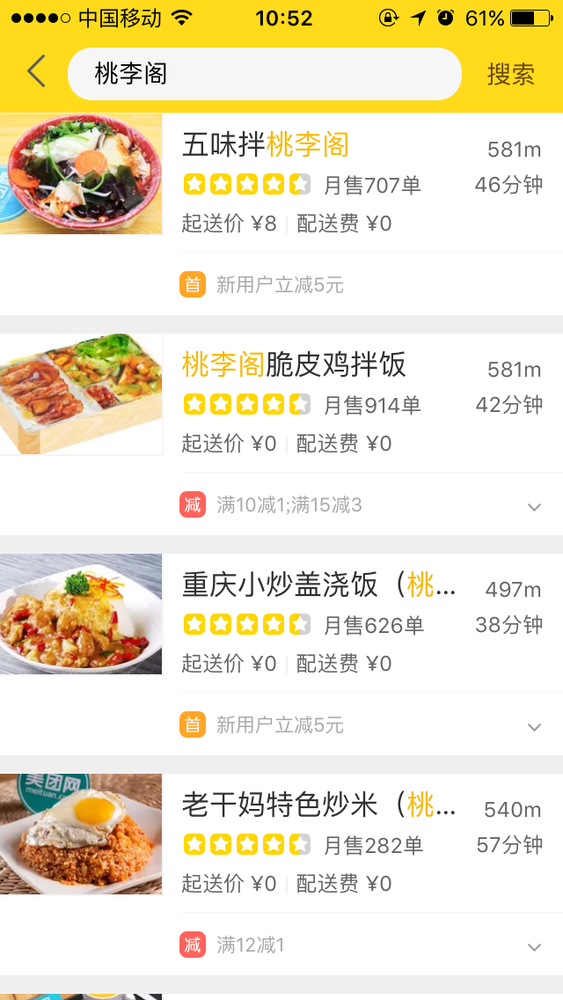 中国移动 10:52 61%
桃李阁 搜索
五味拌桃李阁 581m
月售707单 46分钟
起送价 ¥8 配送费 ¥0
首 新用户立减5元
桃李阁脆皮鸡拌饭 581m
月售914单 42分钟
起送价 ¥0 配送费 ¥0
减 满10减1;满15减3
重庆小炒盖浇饭（桃... 497m
月售626单 38分钟
起送价 ¥0 配送费 ¥0
首 新用户立减5元
美团网
meituan.com
老干妈特色炒米（桃... 540m
月售282单 57分钟
起送价 ¥0 配送费 ¥0
减 满12减1